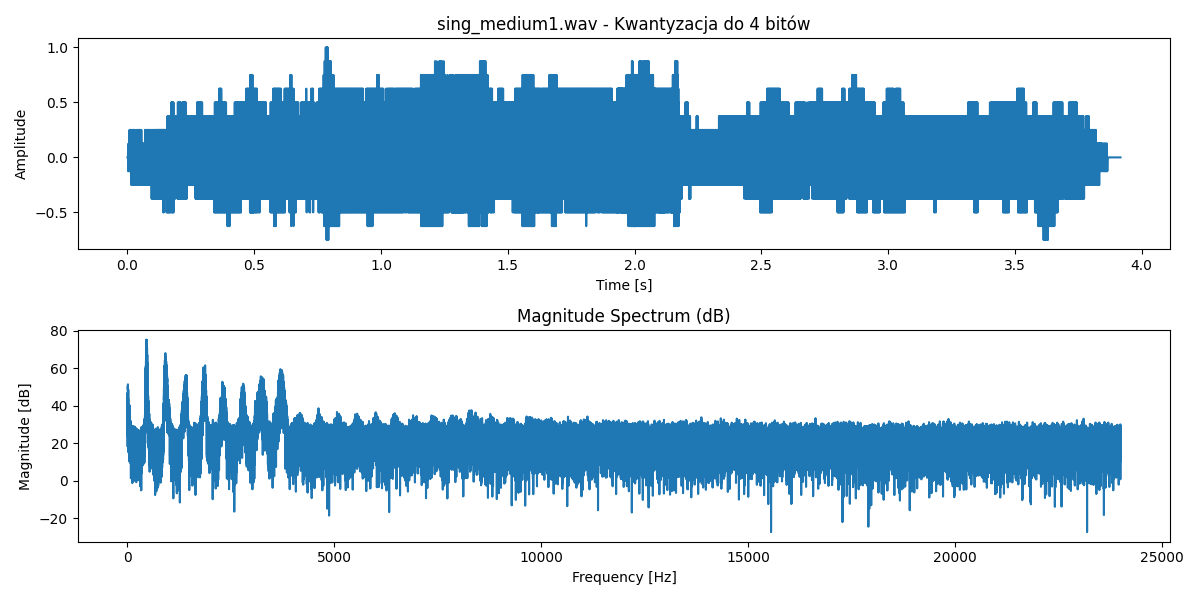 sing_medium1.wav - Kwantyzacja do 4 bitów
1.0
0.5
0.0
−0.5
Amplitude
0.0 0.5 1.0 1.5 2.0 2.5 3.0 3.5 4.0
Time [s]
Magnitude Spectrum (dB)
80
60
40
20
0
−20
Magnitude [dB]
0 5000 10000 15000 20000 25000
Frequency [Hz]